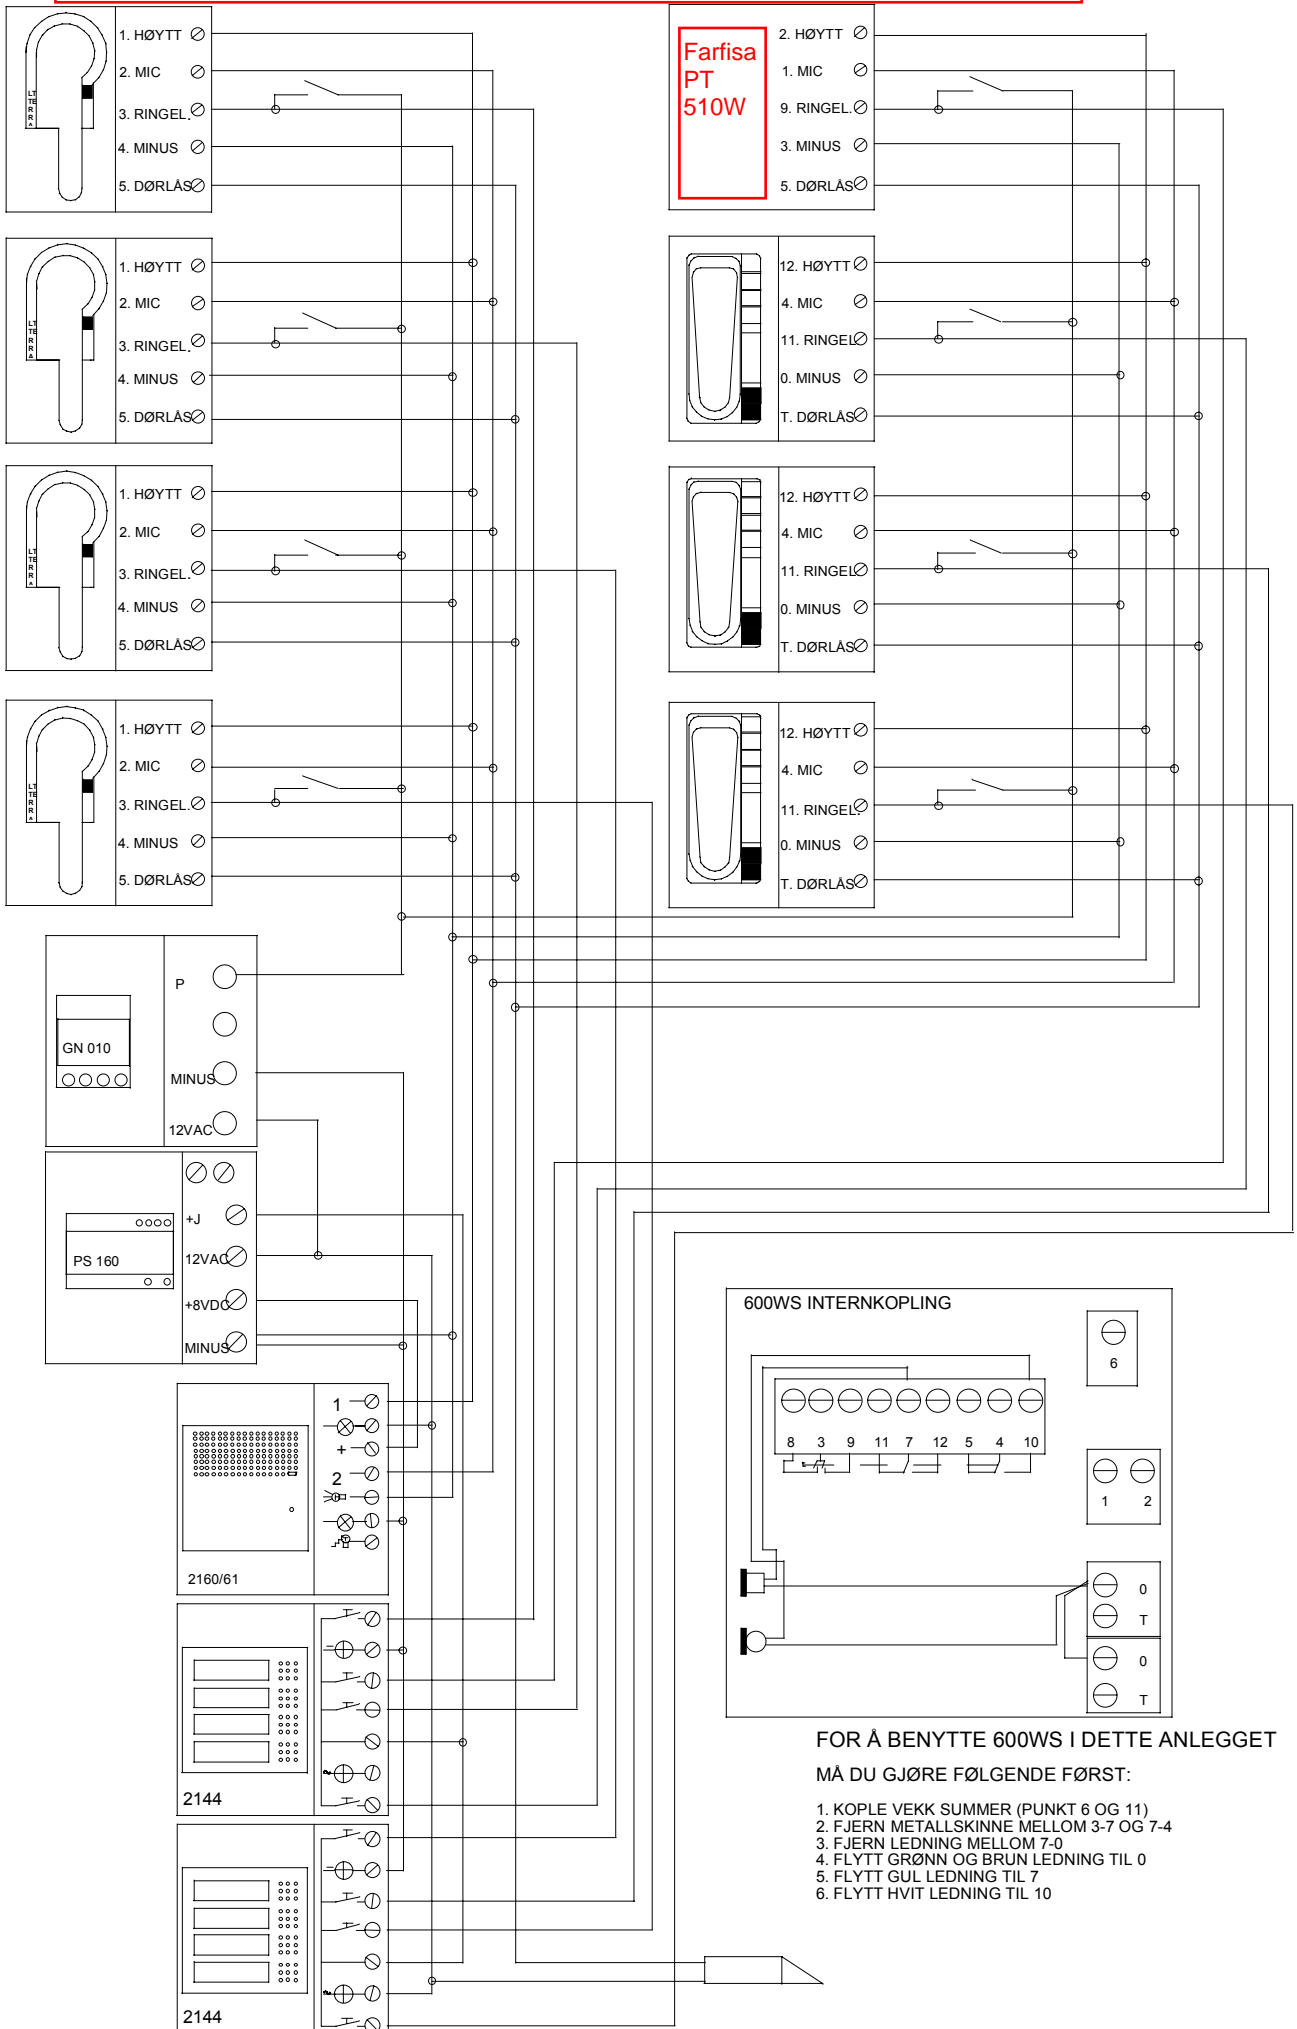 1. HØYTT
2. MIC
3. RINGEL.
4. MINUS
5. DØRLÅS
LT
TE
R
R
A
Farfisa
PT
510W
2. HØYTT
1. MIC
9. RINGEL.
3. MINUS
5. DØRLÅS
1. HØYTT
2. MIC
3. RINGEL.
4. MINUS
5. DØRLÅS
LT
TE
R
R
A
12. HØYTT
4. MIC
11. RINGEL
0. MINUS
T. DØRLÅS
1. HØYTT
2. MIC
3. RINGEL.
4. MINUS
5. DØRLÅS
LT
TE
R
R
A
12. HØYTT
4. MIC
11. RINGEL
0. MINUS
T. DØRLÅS
1. HØYTT
2. MIC
3. RINGEL.
4. MINUS
5. DØRLÅS
LT
TE
R
R
A
12. HØYTT
4. MIC
11. RINGEL.
0. MINUS
T. DØRLÅS
GN 010
P
MINUS
12VAC
PS 160
+J
12VAC
+8VDC
MINUS
1
+
2
2160/61
2144
2144
600WS INTERNKOPLING
6
8 3 9 11 7 12 5 4 10
1 2
0
T
0
T
FOR Å BENYTTE 600WS I DETTE ANLEGGET
MÅ DU GJØRE FØLGENDE FØRST:
1. KOPLE VEKK SUMMER (PUNKT 6 OG 11)
2. FJERN METALLSKINNE MELLOM 3-7 OG 7-4
3. FJERN LEDNING MELLOM 7-0
4. FLYTT GRØNN OG BRUN LEDNING TIL 0
5. FLYTT GUL LEDNING TIL 7
6. FLYTT HVIT LEDNING TIL 10